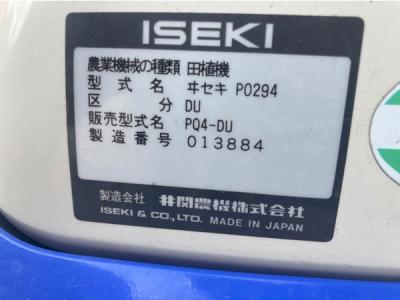 ISEKI
農業機械の種類 田植機
型式名 ヰセキ P0294
区分 DU
販売型式名 PQ4-DU
製造番号 013884
製造会社 井関農機株式会社
ISEKI & CO., LTD. MADE IN JAPAN